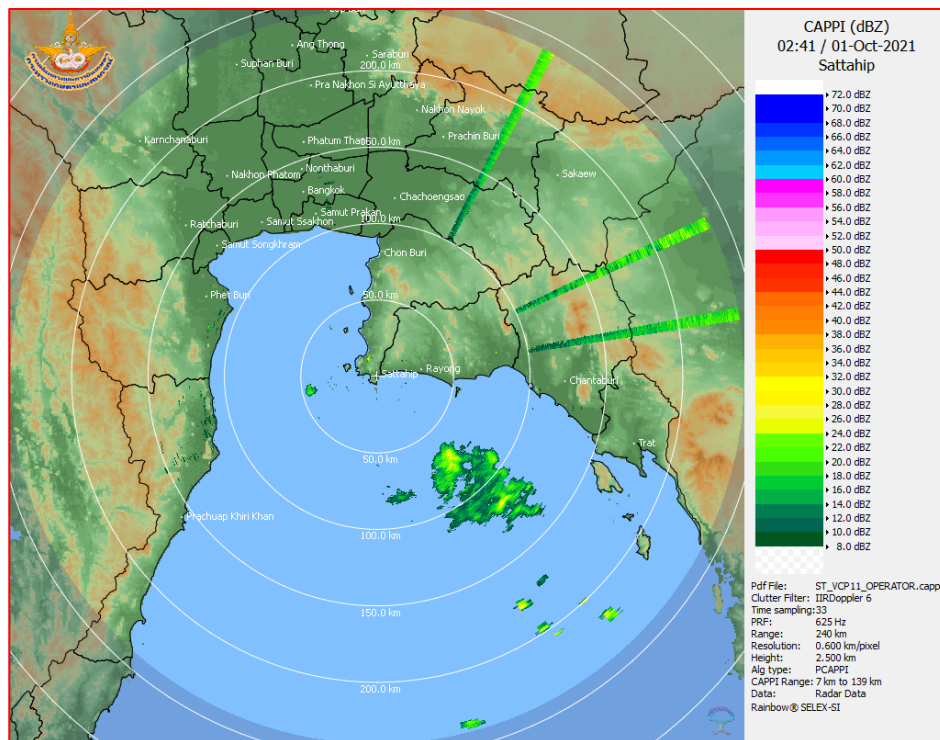 CAPPI (dBZ)
02:41 / 01-Oct-2021
Sattahip
72.0 dBZ
70.0 dBZ
68.0 dBZ
66.0 dBZ
64.0 dBZ
62.0 dBZ
60.0 dBZ
58.0 dBZ
56.0 dBZ
54.0 dBZ
52.0 dBZ
50.0 dBZ
48.0 dBZ
46.0 dBZ
44.0 dBZ
42.0 dBZ
40.0 dBZ
38.0 dBZ
36.0 dBZ
34.0 dBZ
32.0 dBZ
30.0 dBZ
28.0 dBZ
26.0 dBZ
24.0 dBZ
22.0 dBZ
20.0 dBZ
18.0 dBZ
16.0 dBZ
14.0 dBZ
12.0 dBZ
10.0 dBZ
8.0 dBZ
Pdf File: ST_VCP11_OPERATOR.capp
Clutter Filter: IIRDoppler 6
Time sampling:33
PRF: 625 Hz
Range: 240 km
Resolution: 0.600 km/pixel
Height: 2.500 km
Alg type: PCAPPI
CAPPI Range: 7 km to 139 km
Data: Radar Data
Rainbow® SELEX-SI
Ang Thong
Saraburi
Suphan Buri
200.0 km
Pra Nakhon Si Ayutthaya
Nakhon Nayok
Prachin Buri
Karnchanaburi
Phatum Thani
Nonthaburi
Nakhon Phatom
Sakaew
Bangkok
Chachoengsao
Samut Prakan
100.0 km
Samut Ssakhon
Ratchaburi
Samut Songkhram
Chon Buri
Phet Buri
50.0 km
Rayong
Sattahip
Chantaburi
Trat
50.0 km
Prachuap Khiri Khan
100.0 km
150.0 km
200.0 km